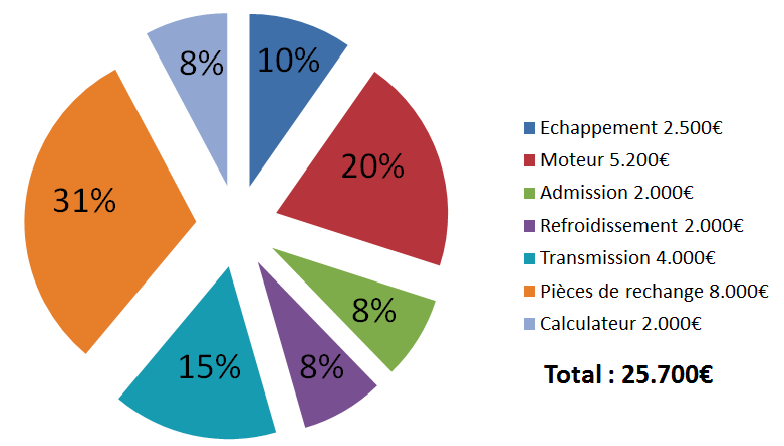 8%
10%
20%
31%
8%
8%
15%
Echappement 2.500€
Moteur 5.200€
Admission 2.000€
Refroidissement 2.000€
Transmission 4.000€
Pièces de rechange 8.000€
Calculateur 2.000€
Total : 25.700€